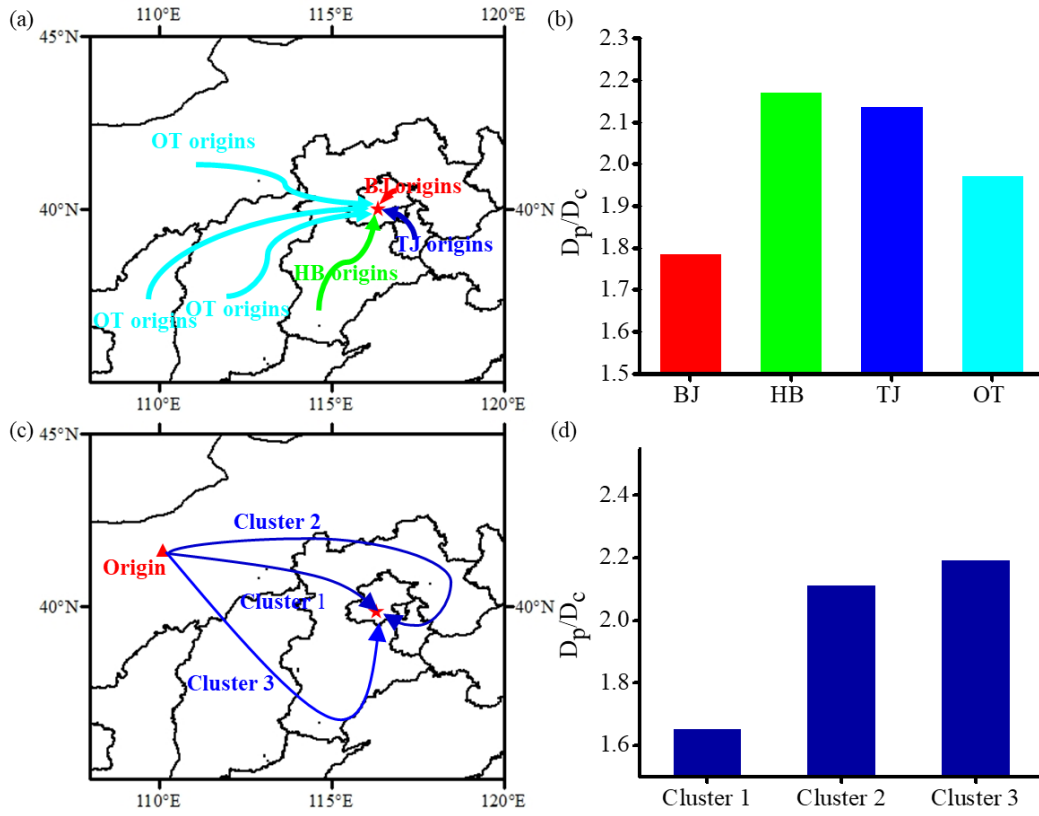 (a)
110°E
115°E
120°E
45°N
40°N
40°N
OT origins
BJ origins
TJ origins
HB origins
OT origins
OT origins
110°E
115°E
120°E
(b)
Dp/Dc
2.3
2.2
2.1
2.0
1.9
1.8
1.7
1.6
1.5
BJ
HB
TJ
OT
(c)
45°N
40°N
40°N
Cluster 2
Origin
Cluster 1
Cluster 3
110°E
115°E
120°E
(d)
Dp/Dc
2.4
2.2
2.0
1.8
1.6
Cluster 1
Cluster 2
Cluster 3